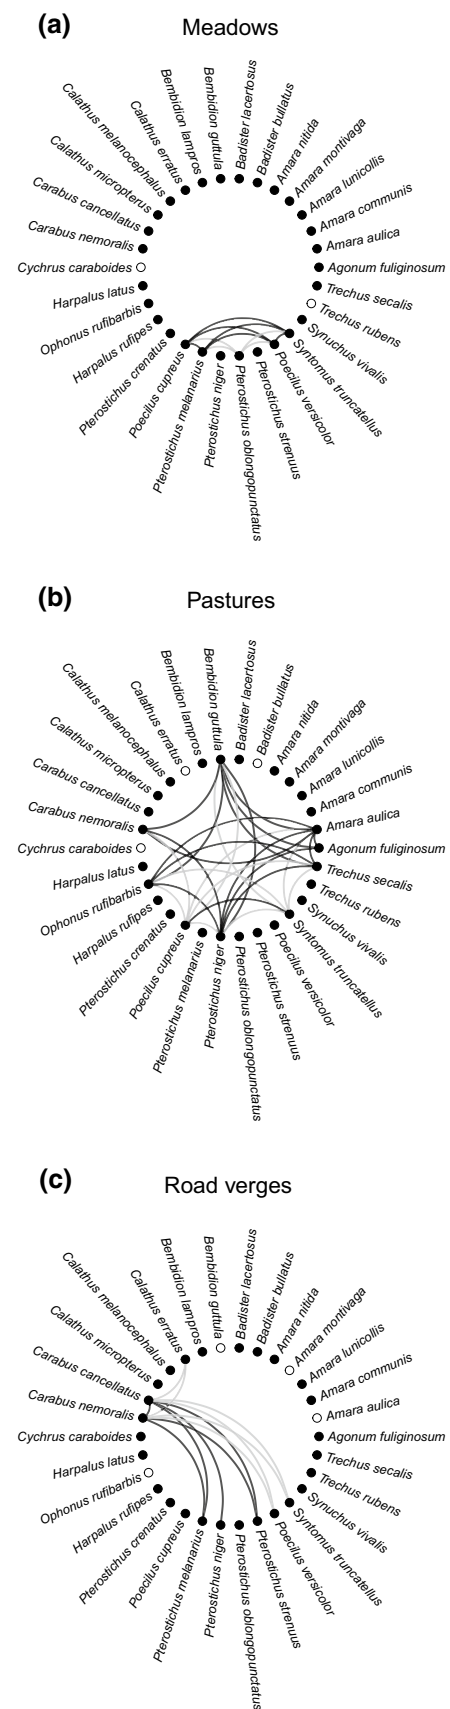 (a)
Meadows
Agonum fuliginosum
Amara aulica
Amara communis
Amara lunicollis
Amara montivaga
Amara nitida
Badister bullatus
Badister lacertosus
Bembidion guttula
Bembidion lampros
Calathus erratus
Calathus melanocephalus
Calathus micropterus
Carabus cancellatus
Carabus nemoralis
Cychrus caraboides
Harpalus latus
Ophonus rufibarbis
Harpalus rufipes
Pterostichus crenatus
Poecilus cupreus
Pterostichus melanarius
Pterostichus niger
Pterostichus oblongopunctatus
Pterostichus strenuus
Poecilus versicolor
Syntomus truncatellus
Synuchus vivalis
Trechus rubens
Trechus secalis
(b)
Pastures
Agonum fuliginosum
Amara aulica
Amara communis
Amara lunicollis
Amara montivaga
Amara nitida
Badister bullatus
Badister lacertosus
Bembidion guttula
Bembidion lampros
Calathus erratus
Calathus melanocephalus
Calathus micropterus
Carabus cancellatus
Carabus nemoralis
Cychrus caraboides
Harpalus latus
Ophonus rufibarbis
Harpalus rufipes
Pterostichus crenatus
Poecilus cupreus
Pterostichus melanarius
Pterostichus niger
Pterostichus oblongopunctatus
Pterostichus strenuus
Poecilus versicolor
Syntomus truncatellus
Synuchus vivalis
Trechus rubens
Trechus secalis
(c)
Road verges
Agonum fuliginosum
Amara aulica
Amara communis
Amara lunicollis
Amara montivaga
Amara nitida
Badister bullatus
Badister lacertosus
Bembidion guttula
Bembidion lampros
Calathus erratus
Calathus melanocephalus
Calathus micropterus
Carabus cancellatus
Carabus nemoralis
Cychrus caraboides
Harpalus latus
Ophonus rufibarbis
Harpalus rufipes
Pterostichus crenatus
Poecilus cupreus
Pterostichus melanarius
Pterostichus niger
Pterostichus oblongopunctatus
Pterostichus strenuus
Poecilus versicolor
Syntomus truncatellus
Synuchus vivalis
Trechus rubens
Trechus secalis